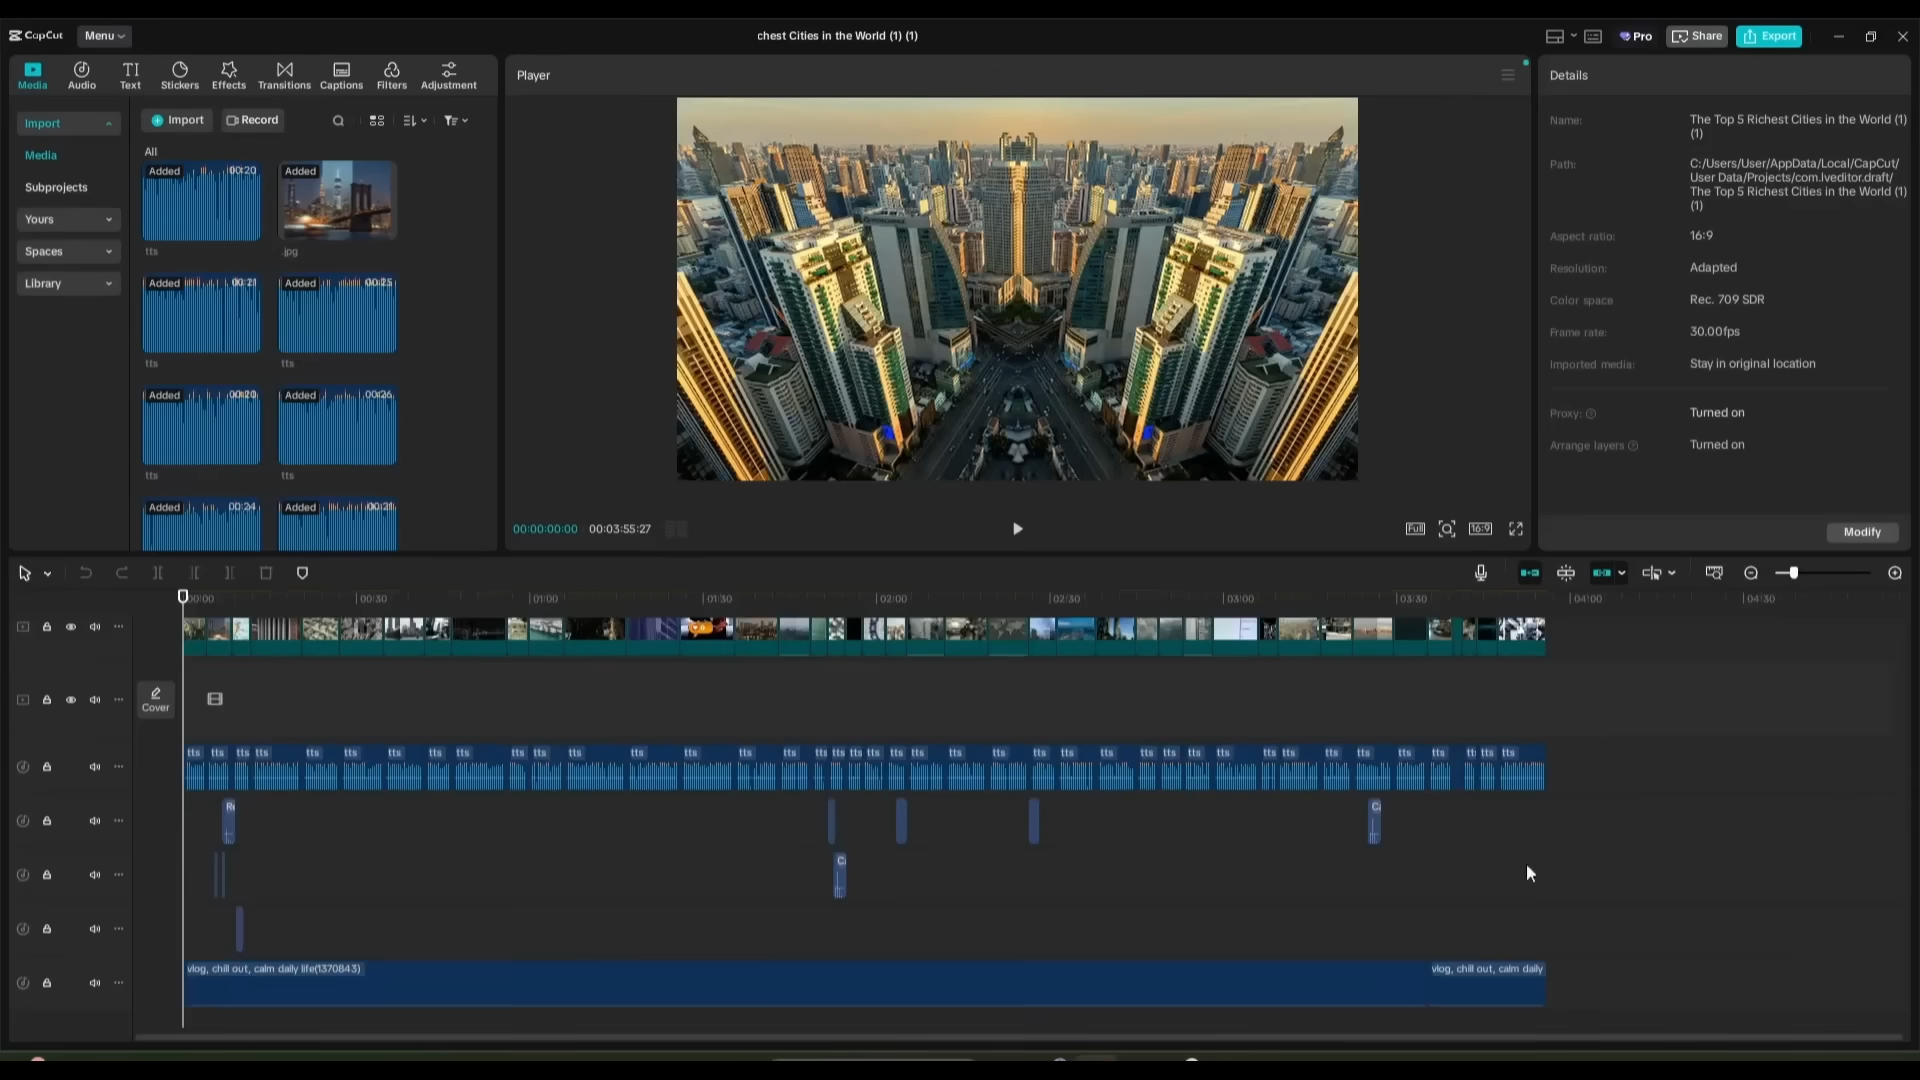 CapCut
Menu
chest Cities in the World (1) (1)
Pro
Share
Export
Media
Audio
Text
Stickers
Effects
Transitions
Captions
Filters
Adjustment
Import
Media
Subprojects
Yours
Spaces
Library
Import
Record
All
Added 00:20
tts
Added
.jpg
Added 00:21
tts
Added 00:25
tts
Added 00:20
tts
Added 00:26
tts
Added 00:24
Added 00:21
Player
00:00:00:00 00:03:55:27
Full
16:9
Details
Name: The Top 5 Richest Cities in the World (1)
(1)
Path: C:/Users/User/AppData/Local/CapCut/
User Data/Projects/com.lveditor.draft/
The Top 5 Richest Cities in the World (1)
(1)
Aspect ratio: 16:9
Resolution: Adapted
Color space Rec. 709 SDR
Frame rate: 30.00fps
Imported media: Stay in original location
Proxy: Turned on
Arrange layers Turned on
Modify
00:00 00:30 01:00 01:30 02:00 02:30 03:00 03:30 04:00 04:30
Cover
tts tts tts tts tts tts tts tts tts tts tts tts tts tts tts tts tts tts tts tts tts tts tts tts tts tts tts tts tts tts tts tts tts tts tts tts tts tts tts tts
Re
Ca
Ca
vlog, chill out, calm daily life(1370843)
vlog, chill out, calm daily